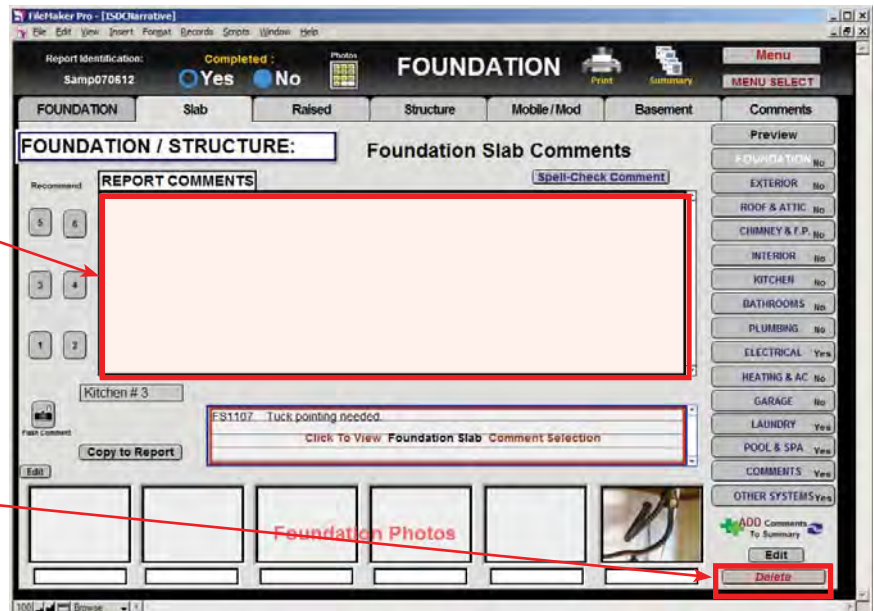 FileMaker Pro - [ISDCNarrative]
File Edit View Insert Format Records Scripts Window Help
Report Identification:
Samp070612
Completed :
Yes No
Photos
FOUNDATION
Print
Summary
Menu
MENU SELECT
FOUNDATION Slab Raised Structure Mobile / Mod Basement Comments
FOUNDATION / STRUCTURE:
Foundation Slab Comments
Recommend
REPORT COMMENTS
Spell-Check Comment
5 6
3 4
1 2
Kitchen # 3
Flash Comment
Copy to Report
Edit
FS1107 Tuck pointing needed.
Click To View Foundation Slab Comment Selection
Foundation Photos
Preview
FOUNDATION No
EXTERIOR No
ROOF & ATTIC No
CHIMNEY & F.P. No
INTERIOR No
KITCHEN No
BATHROOMS No
PLUMBING No
ELECTRICAL Yes
HEATING & AC No
GARAGE No
LAUNDRY Yes
POOL & SPA Yes
COMMENTS Yes
OTHER SYSTEMS Yes
ADD Comments
To Summary
Edit
Delete
100 Browse